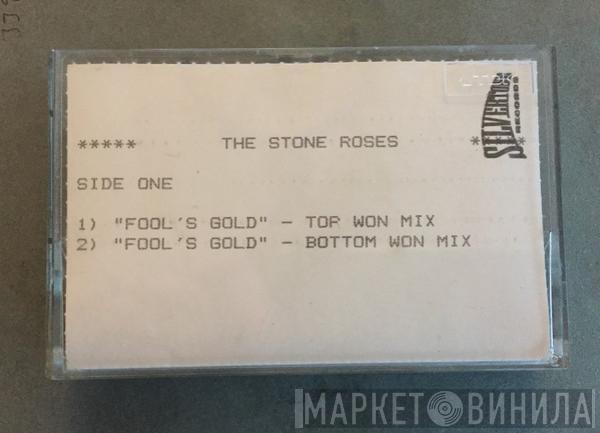 ***** THE STONE ROSES *
SILVERTONE RECORDS
SIDE ONE
1) "FOOL'S GOLD" - TOP WON MIX
2) "FOOL'S GOLD" - BOTTOM WON MIX
МАРКЕТ ВИНИЛА